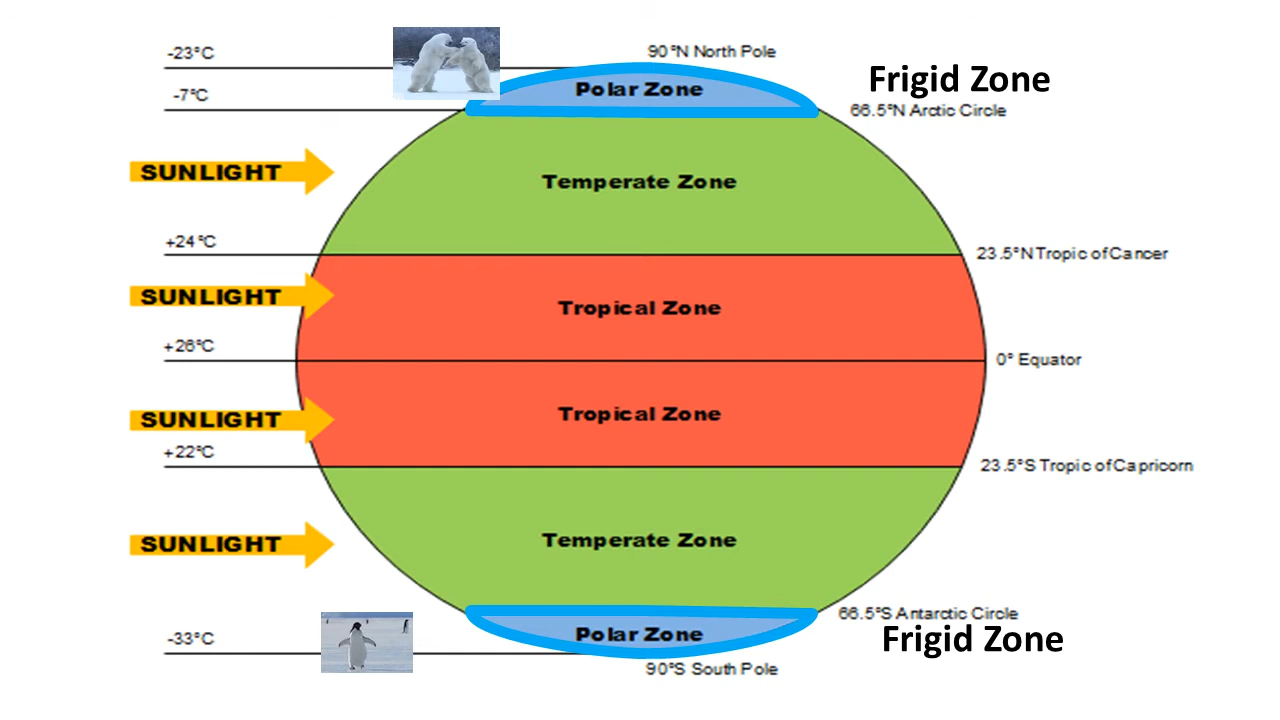 -23°C
90°N North Pole
Frigid Zone
Polar Zone
-7°C
66.5°N Arctic Circle
SUNLIGHT
Temperate Zone
+24°C
23.5°N Tropic of Cancer
SUNLIGHT
Tropical Zone
+26°C
0° Equator
SUNLIGHT
Tropical Zone
+22°C
23.5°S Tropic of Capricorn
SUNLIGHT
Temperate Zone
66.5°S Antarctic Circle
-33°C
Polar Zone
Frigid Zone
90°S South Pole